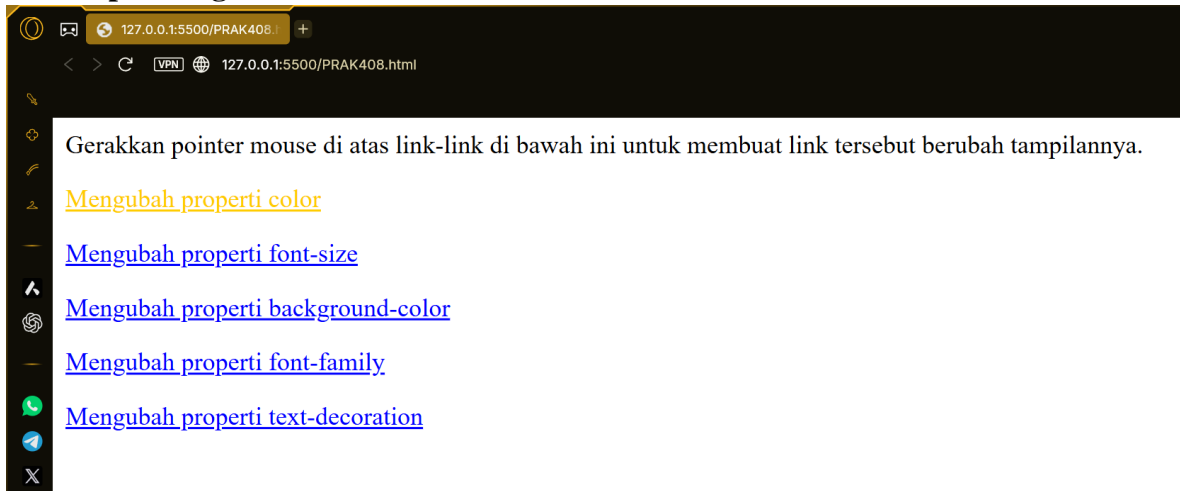 127.0.0.1:5500/PRAK408.
VPN 127.0.0.1:5500/PRAK408.html
Gerakkan pointer mouse di atas link-link di bawah ini untuk membuat link tersebut berubah tampilannya.
Mengubah properti color
Mengubah properti font-size
Mengubah properti background-color
Mengubah properti font-family
Mengubah properti text-decoration